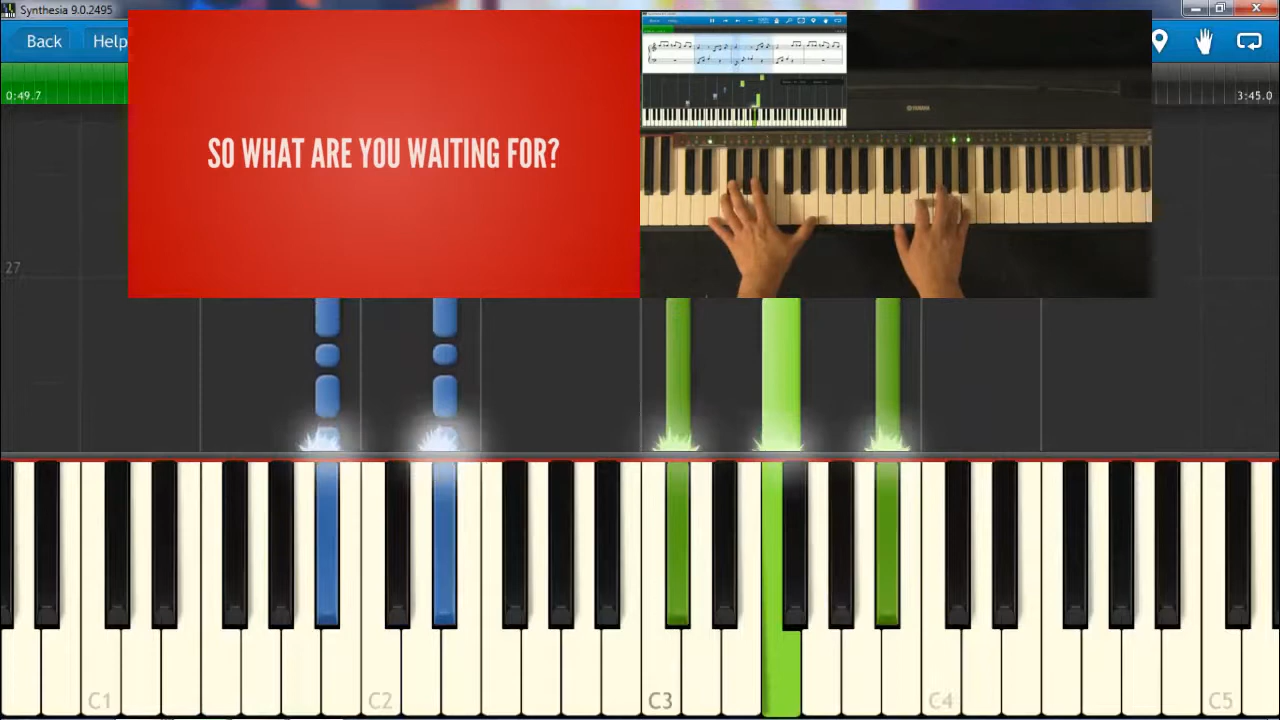 Synthesia 9.0.2495
Back
Help
0:49.7
3:45.0
SO WHAT ARE YOU WAITING FOR?
YAMAHA
27
C1
C2
C3
C4
C5